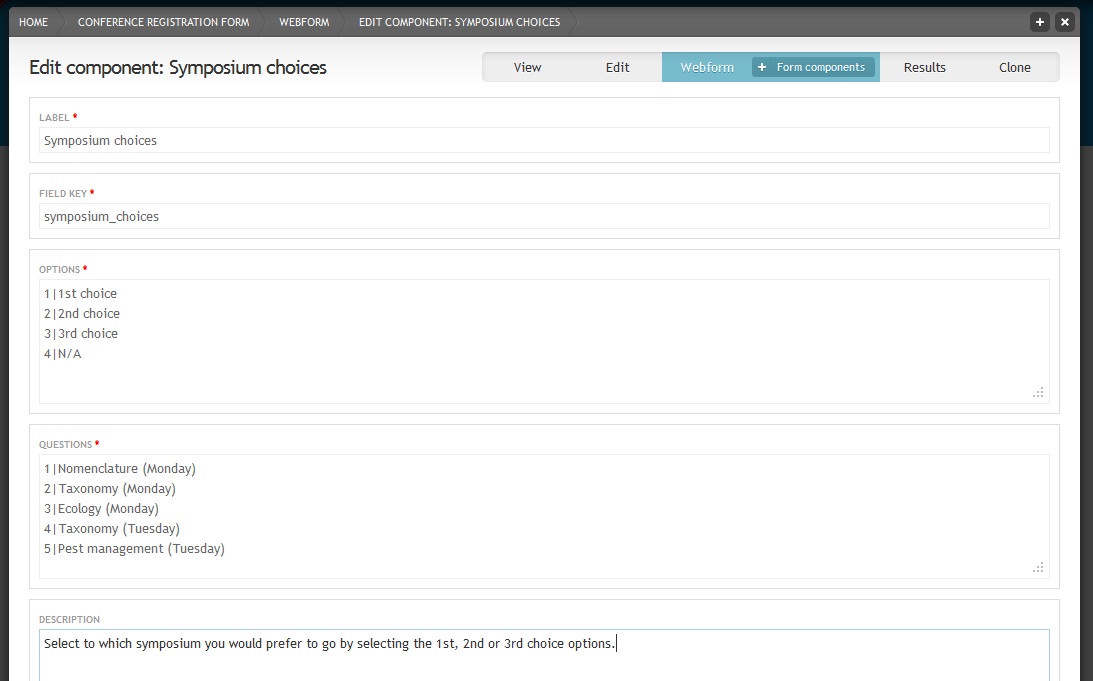 HOME CONFERENCE REGISTRATION FORM WEBFORM EDIT COMPONENT: SYMPOSIUM CHOICES
Edit component: Symposium choices
View Edit Webform + Form components Results Clone
LABEL *
Symposium choices
FIELD KEY *
symposium_choices
OPTIONS *
1|1st choice
2|2nd choice
3|3rd choice
4|N/A
QUESTIONS *
1|Nomenclature (Monday)
2|Taxonomy (Monday)
3|Ecology (Monday)
4|Taxonomy (Tuesday)
5|Pest management (Tuesday)
DESCRIPTION
Select to which symposium you would prefer to go by selecting the 1st, 2nd or 3rd choice options.